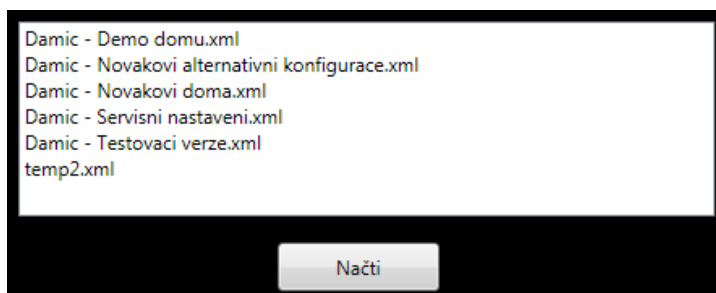 Damic - Demo domu.xml
Damic - Novakovi alternativni konfigurace.xml
Damic - Novakovi doma.xml
Damic - Servisni nastaveni.xml
Damic - Testovaci verze.xml
temp2.xml
Načti